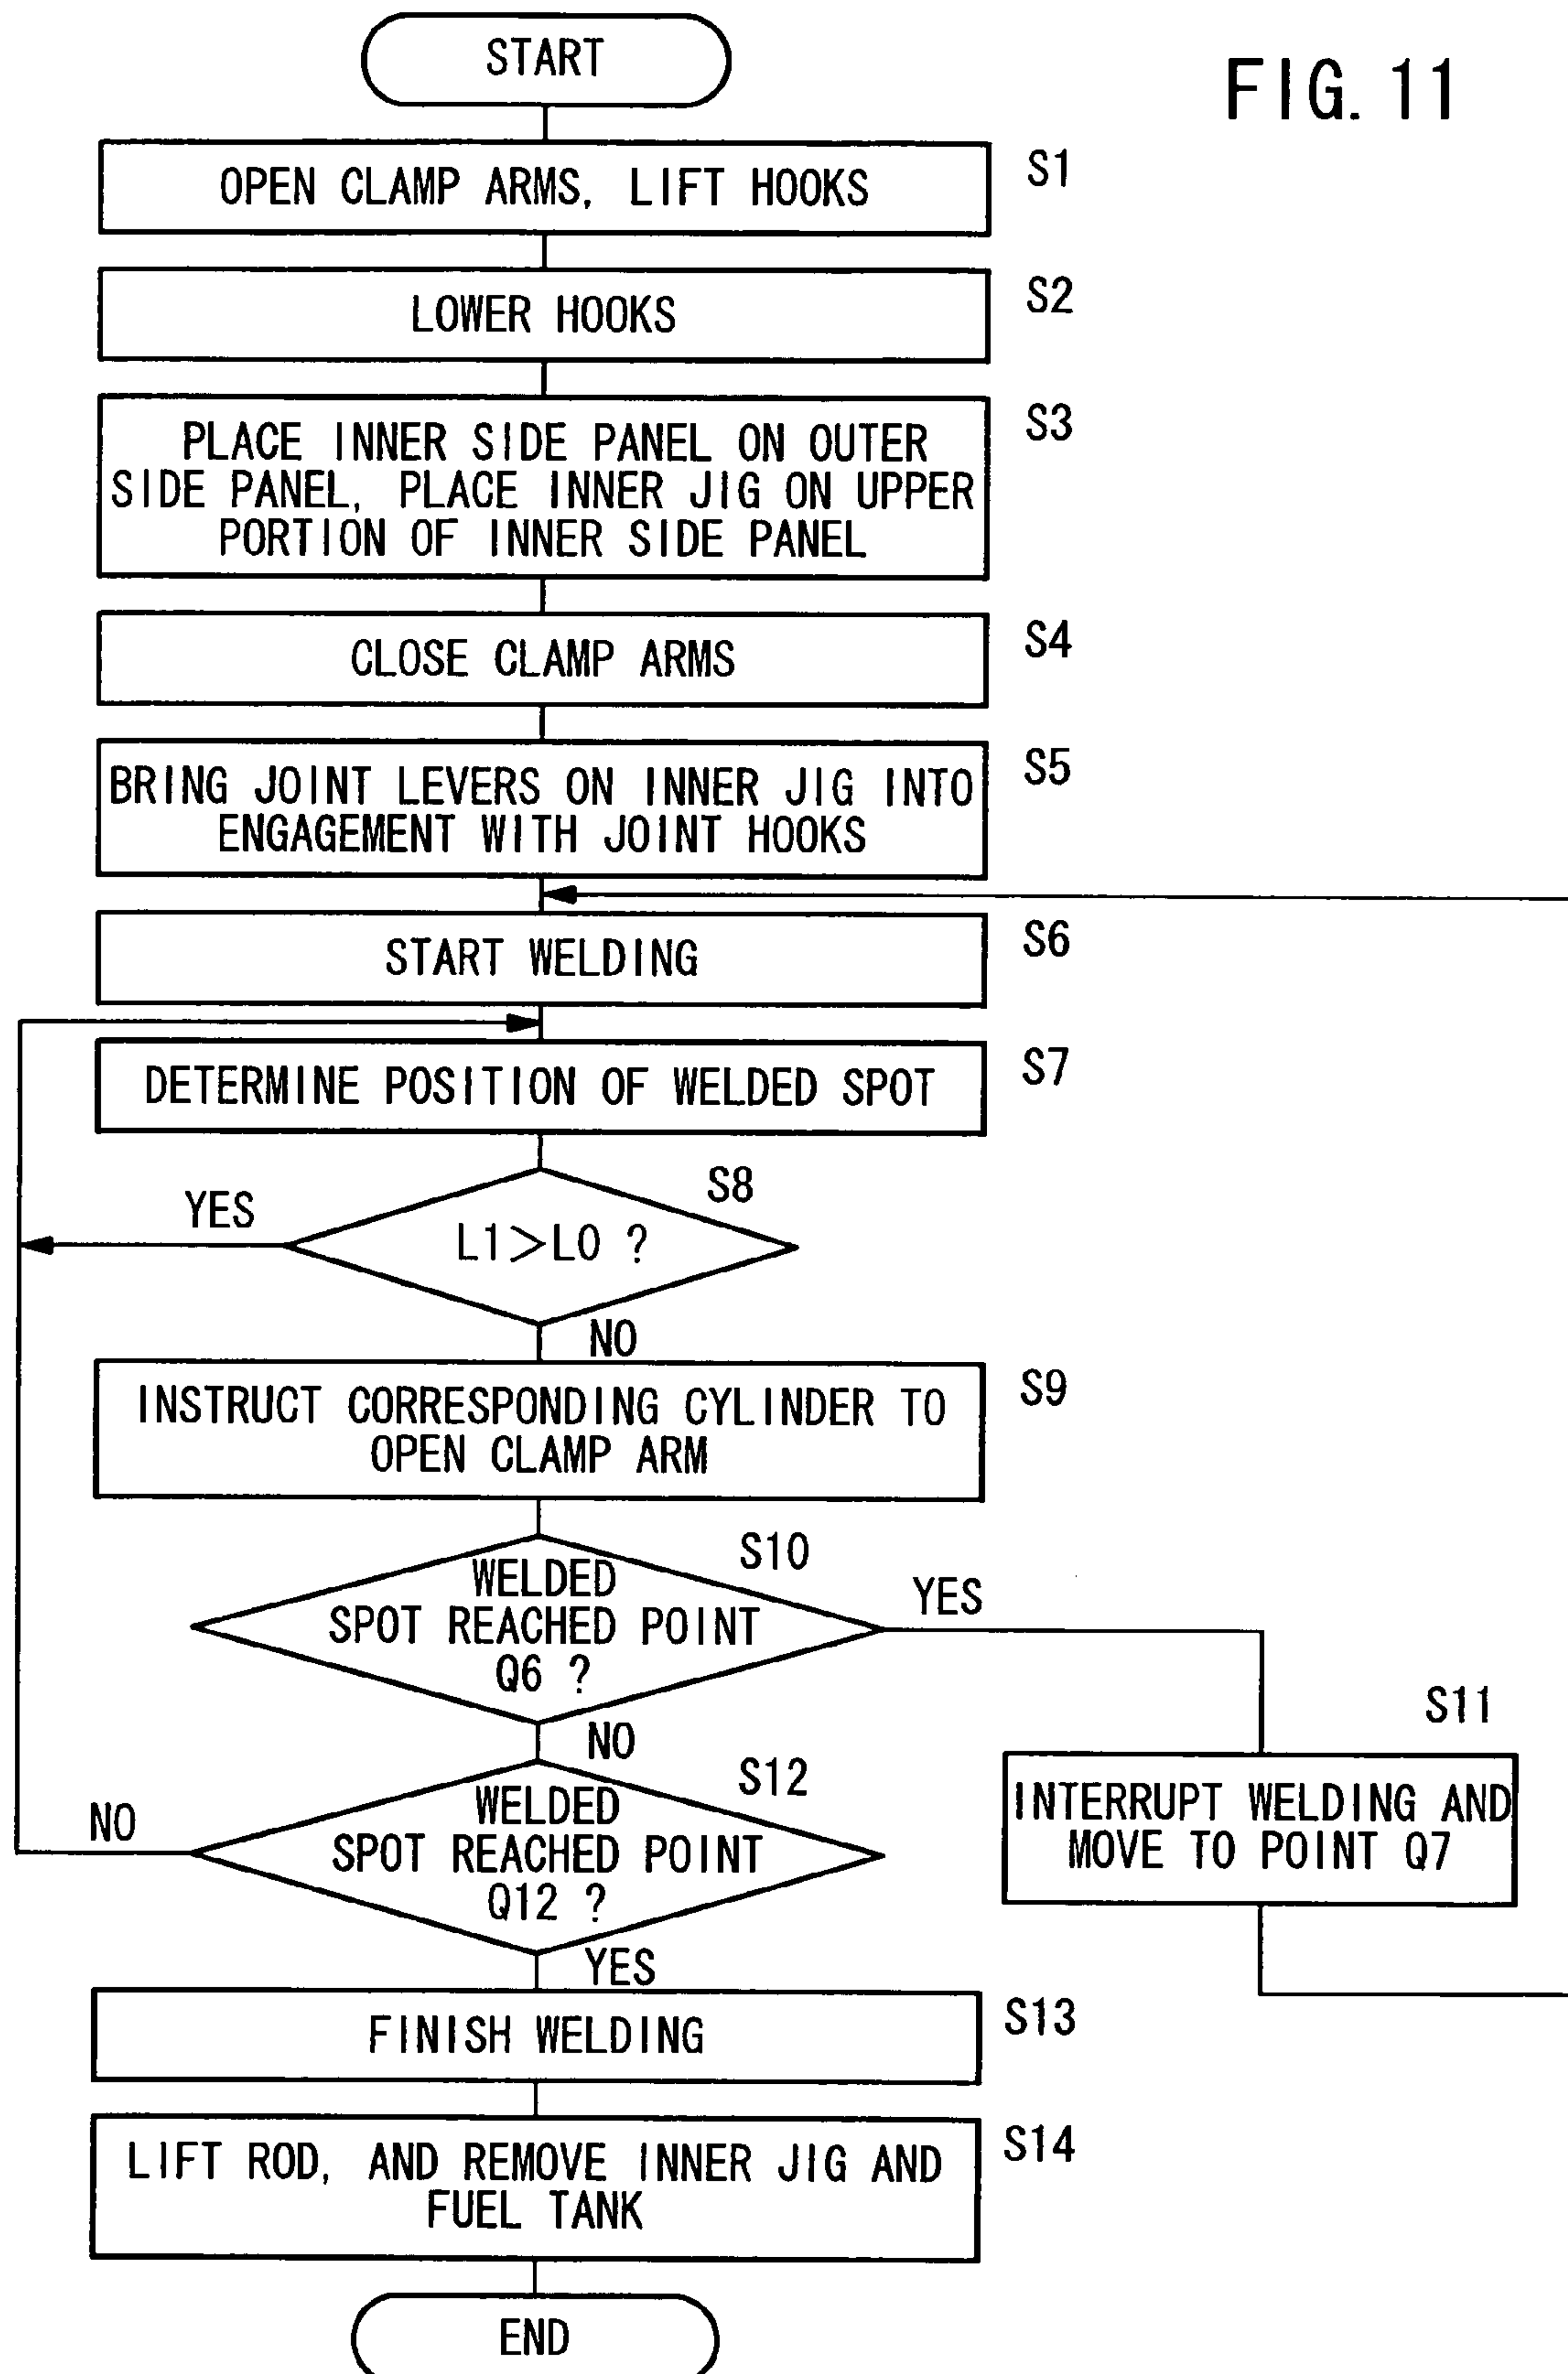 START
FIG. 11
OPEN CLAMP ARMS, LIFT HOOKS
S1
LOWER HOOKS
S2
PLACE INNER SIDE PANEL ON OUTER
SIDE PANEL, PLACE INNER JIG ON UPPER
PORTION OF INNER SIDE PANEL
S3
CLOSE CLAMP ARMS
S4
BRING JOINT LEVERS ON INNER JIG INTO
ENGAGEMENT WITH JOINT HOOKS
S5
START WELDING
S6
DETERMINE POSITION OF WELDED SPOT
S7
S8
YES
L1>L0 ?
NO
INSTRUCT CORRESPONDING CYLINDER TO
OPEN CLAMP ARM
S9
S10
WELDED
SPOT REACHED POINT
Q6 ?
YES
NO
S11
INTERRUPT WELDING AND
MOVE TO POINT Q7
S12
WELDED
SPOT REACHED POINT
Q12 ?
NO
YES
FINISH WELDING
S13
LIFT ROD, AND REMOVE INNER JIG AND
FUEL TANK
S14
END